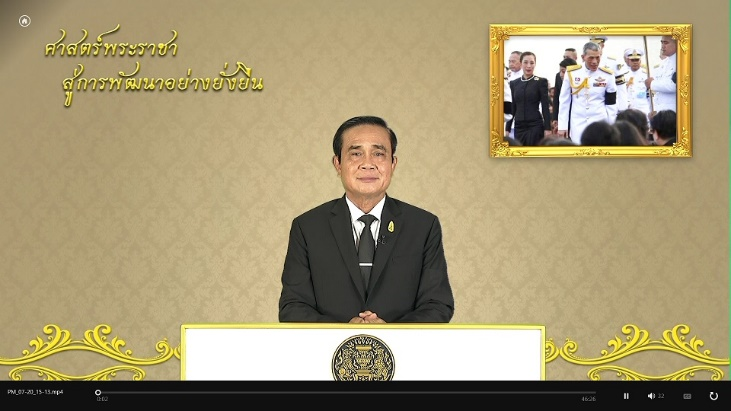 ศาสตร์พระราชา
สู่การพัฒนาอย่างยั่งยืน
PM_07-20_15-13.mp4
0:02
46:26
22